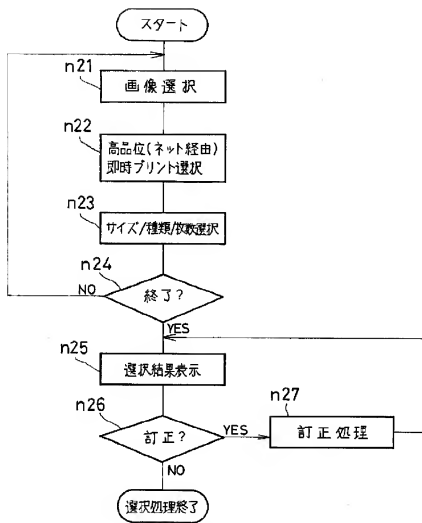 スタート
n21
画像選択
n22
高品位(ネット経由)
即時プリント選択
n23
サイズ/種類/枚数選択
n24
終了?
NO
YES
n25
選択結果表示
n26
n27
訂正?
YES
訂正処理
NO
選択処理終了